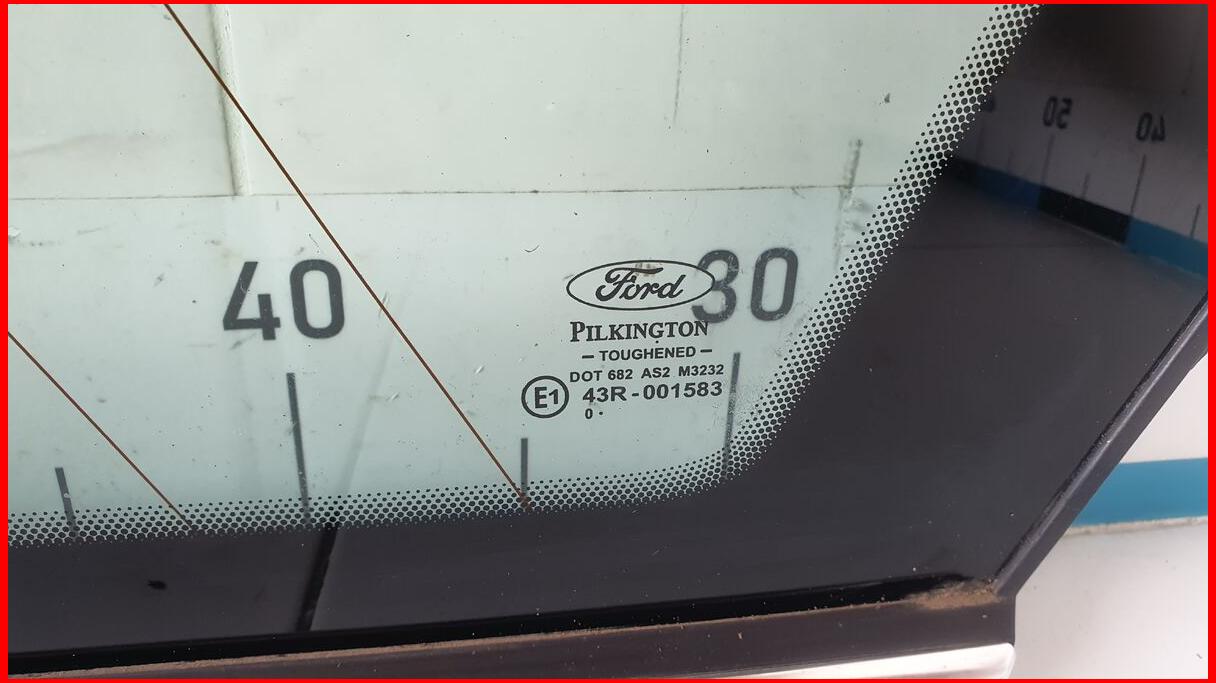 50 40
40
Ford 30
PILKINGTON
– TOUGHENED –
DOT 682 AS2 M3232
E1 43R-001583
0 ·